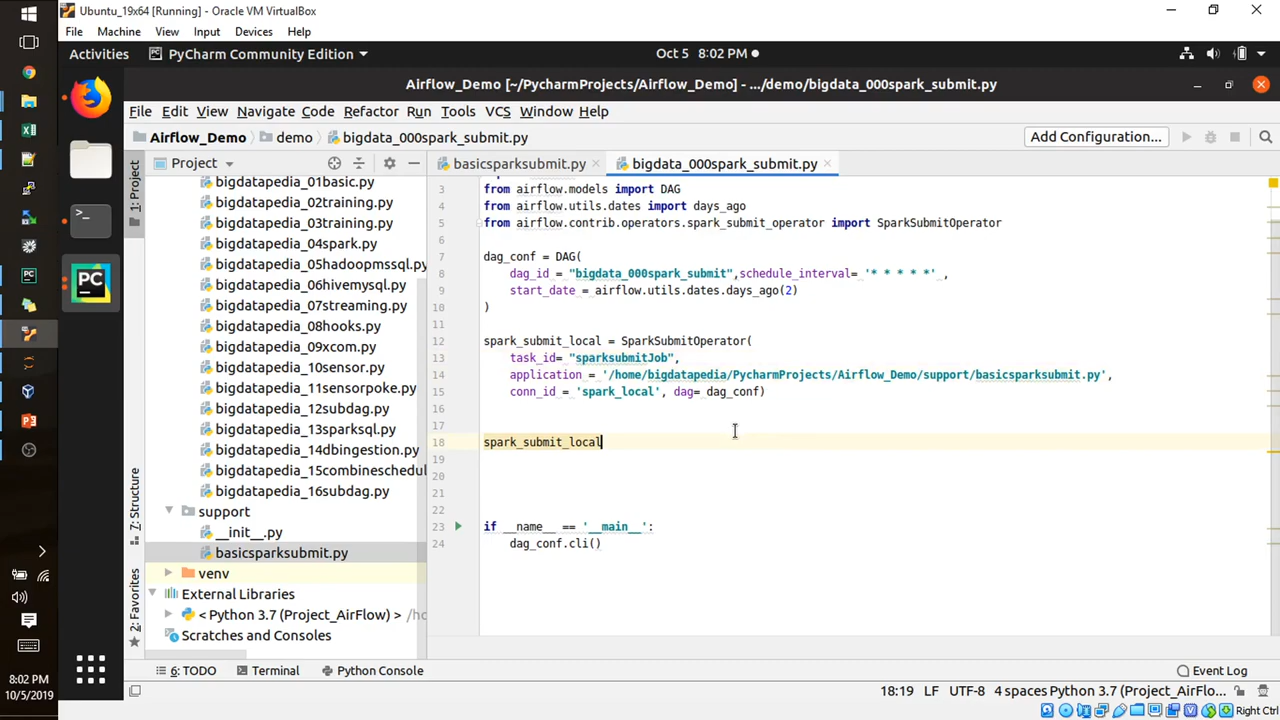 Ubuntu_19x64 [Running] - Oracle VM VirtualBox
File Machine View Input Devices Help
Activities PyCharm Community Edition Oct 5 8:02 PM
Airflow_Demo [~/PycharmProjects/Airflow_Demo] - .../demo/bigdata_000spark_submit.py
File Edit View Navigate Code Refactor Run Tools VCS Window Help
Airflow_Demo demo bigdata_000spark_submit.py Add Configuration...
1: Project
Project
basicsparksubmit.py
bigdata_000spark_submit.py
bigdatapedia_01basic.py
bigdatapedia_02training.py
bigdatapedia_03training.py
bigdatapedia_04spark.py
bigdatapedia_05hadoopmssql.py
bigdatapedia_06hivemysql.py
bigdatapedia_07streaming.py
bigdatapedia_08hooks.py
bigdatapedia_09xcom.py
bigdatapedia_10sensor.py
bigdatapedia_11sensorpoke.py
bigdatapedia_12subdag.py
bigdatapedia_13sparksql.py
bigdatapedia_14dbingestion.py
bigdatapedia_15combineschedul
bigdatapedia_16subdag.py
support
__init__.py
basicsparksubmit.py
venv
External Libraries
< Python 3.7 (Project_AirFlow) > /ho
Scratches and Consoles
7: Structure
2: Favorites
3 from airflow.models import DAG
4 from airflow.utils.dates import days_ago
5 from airflow.contrib.operators.spark_submit_operator import SparkSubmitOperator
6
7 dag_conf = DAG(
8 dag_id = "bigdata_000spark_submit",schedule_interval= '* * * * *' ,
9 start_date = airflow.utils.dates.days_ago(2)
10 )
11
12 spark_submit_local = SparkSubmitOperator(
13 task_id= "sparksubmitJob",
14 application = '/home/bigdatapedia/PycharmProjects/Airflow_Demo/support/basicsparksubmit.py',
15 conn_id = 'spark_local', dag= dag_conf)
16
17
18 spark_submit_local
19
20
21
22
23 if __name__ == '__main__':
24 dag_conf.cli()
6: TODO Terminal Python Console Event Log
18:19 LF UTF-8 4 spaces Python 3.7 (Project_AirFlo...
Right Ctrl
8:02 PM
10/5/2019
PC